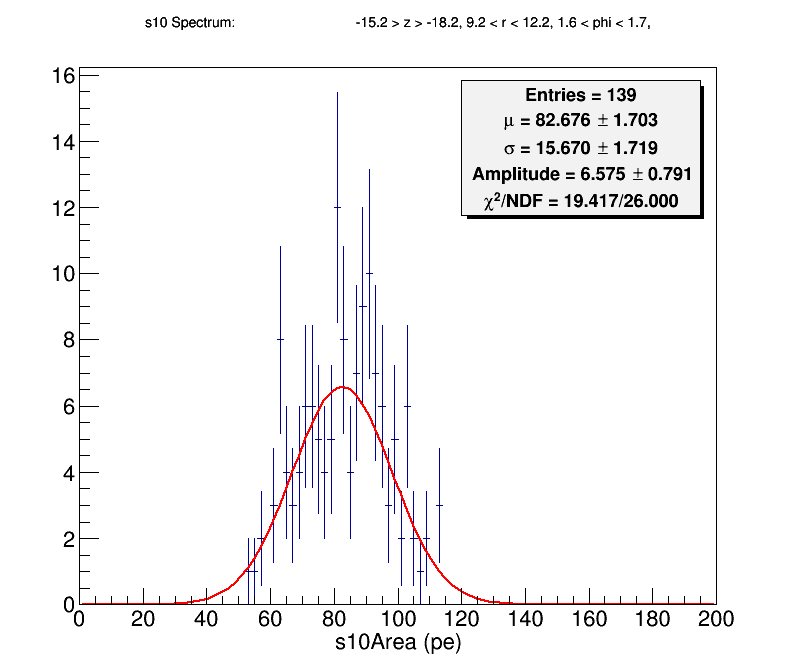 s10 Spectrum: -15.2 > z > -18.2, 9.2 < r < 12.2, 1.6 < phi < 1.7,
Entries = 139
μ = 82.676 ± 1.703
σ = 15.670 ± 1.719
Amplitude = 6.575 ± 0.791
χ²/NDF = 19.417/26.000
16
14
12
10
8
6
4
2
0
0 20 40 60 80 100 120 140 160 180 200
s10Area (pe)